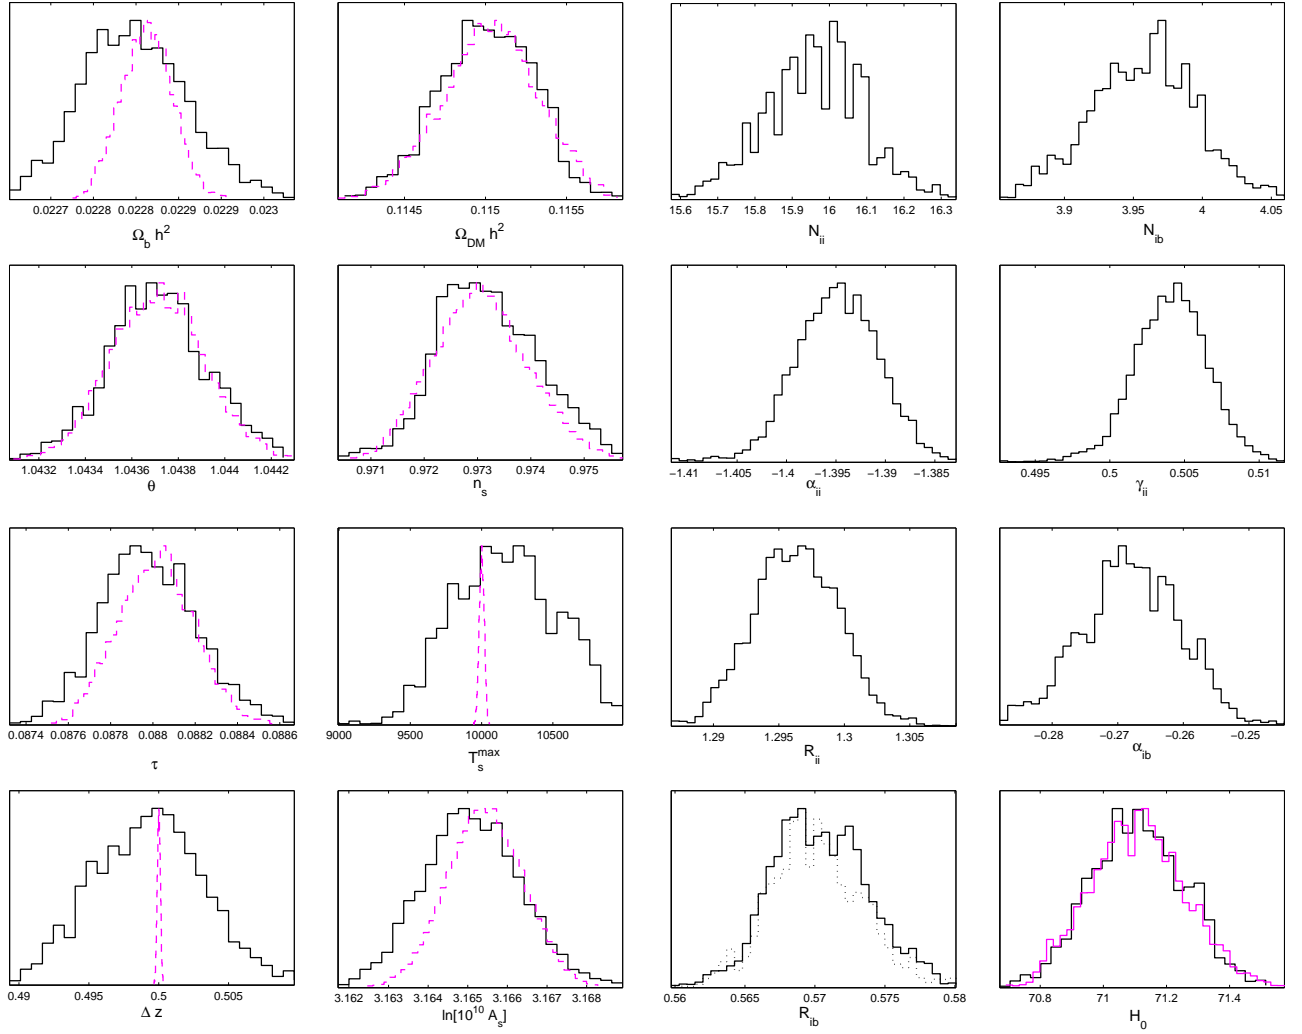 0.0227 0.0228 0.0228 0.0229 0.0229 0.023
Ω_b h²
0.1145 0.115 0.1155
Ω_DM h²
15.6 15.7 15.8 15.9 16 16.1 16.2 16.3
N_ii
3.9 3.95 4 4.05
N_ib
1.0432 1.0434 1.0436 1.0438 1.044 1.0442
θ
0.971 0.972 0.973 0.974 0.975
n_s
−1.41 −1.405 −1.4 −1.395 −1.39 −1.385
α_ii
0.495 0.5 0.505 0.51
γ_ii
0.0874 0.0876 0.0878 0.088 0.0882 0.0884 0.0886
τ
9000 9500 10000 10500
T_s^max
1.29 1.295 1.3 1.305
R_ii
−0.28 −0.27 −0.26 −0.25
α_ib
0.49 0.495 0.5 0.505
Δ z
3.162 3.163 3.164 3.165 3.166 3.167 3.168
ln[10¹⁰ A_s]
0.56 0.565 0.57 0.575 0.58
R_ib
70.8 71 71.2 71.4
H_0